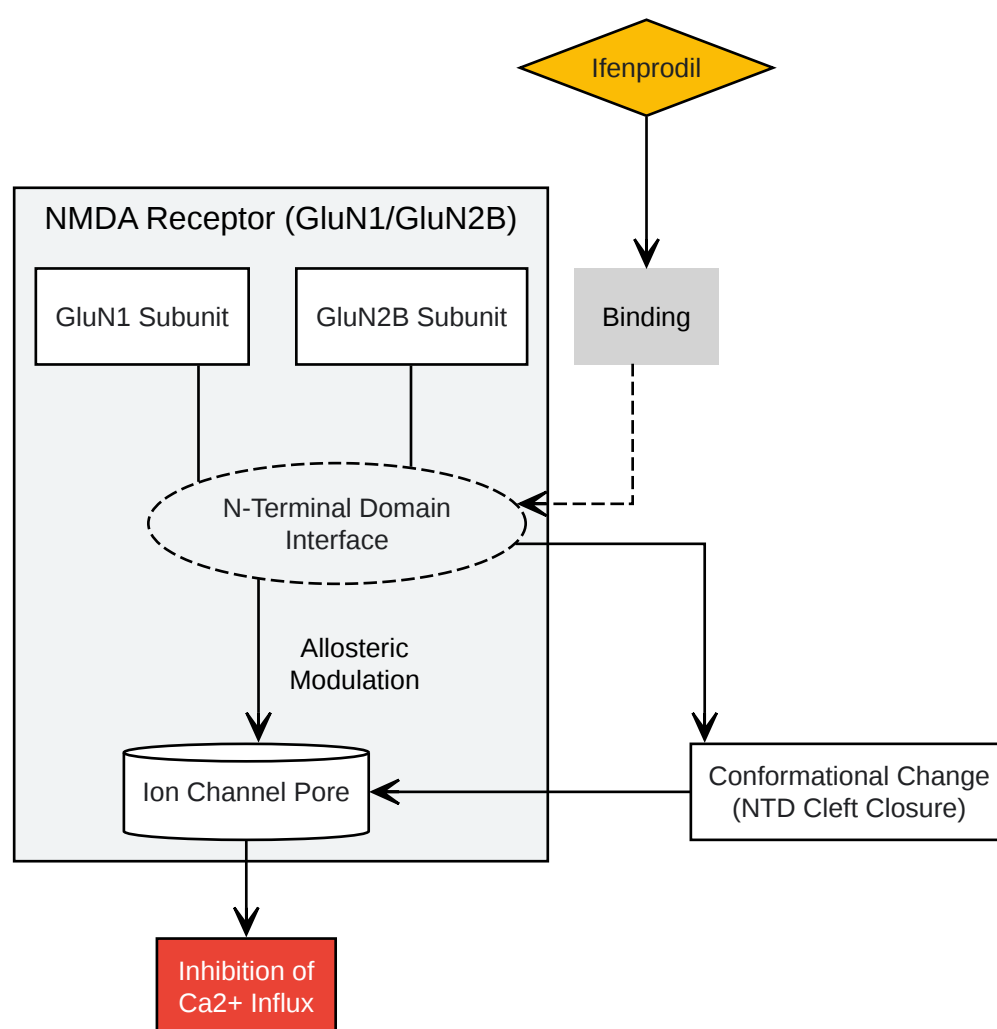 Ifenprodil
NMDA Receptor (GluN1/GluN2B)
GluN1 Subunit
GluN2B Subunit
Binding
N-Terminal Domain
Interface
Allosteric
Modulation
Ion Channel Pore
Conformational Change
(NTD Cleft Closure)
Inhibition of
Ca2+ Influx